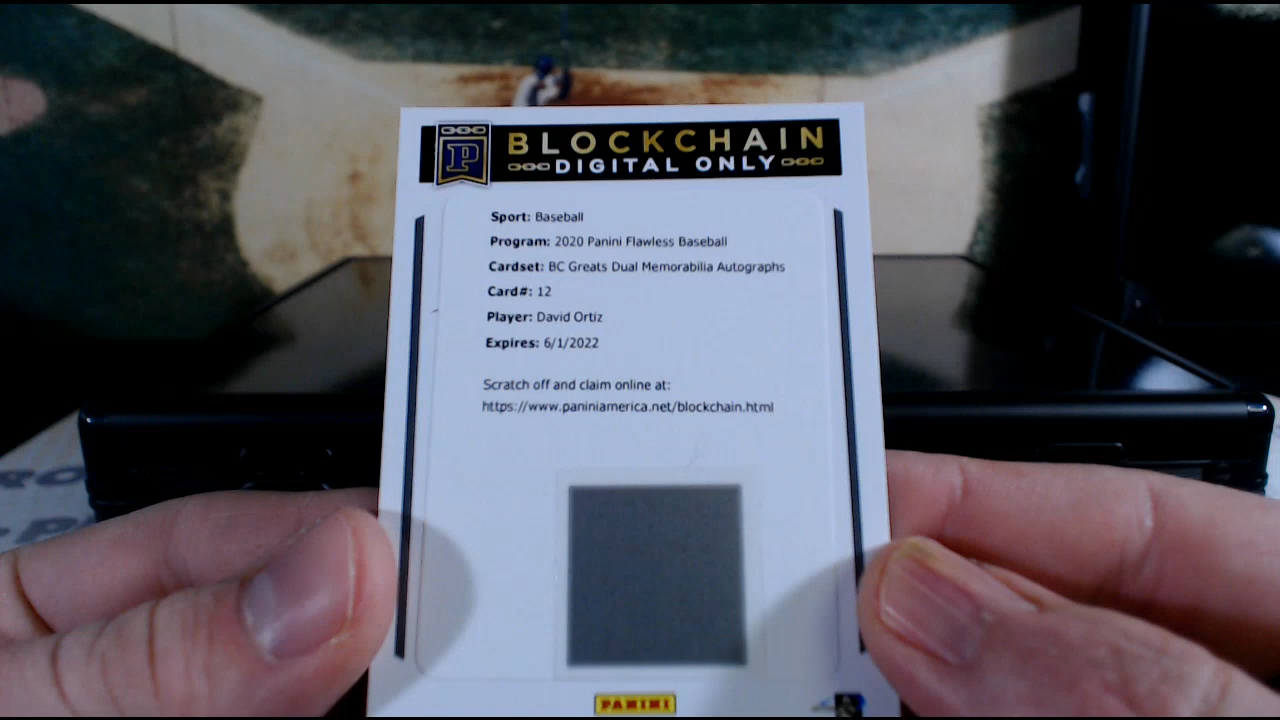 BLOCKCHAIN
P
DIGITAL ONLY
Sport: Baseball
Program: 2020 Panini Flawless Baseball
Cardset: BC Greats Dual Memorabilia Autographs
Card#: 12
Player: David Ortiz
Expires: 6/1/2022
Scratch off and claim online at:
https://www.paniniamerica.net/blockchain.html
PANINI